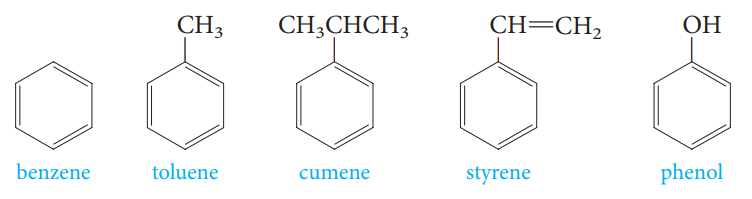 CH₃ CH₃CHCH₃ CH=CH₂ OH
benzene toluene cumene styrene phenol